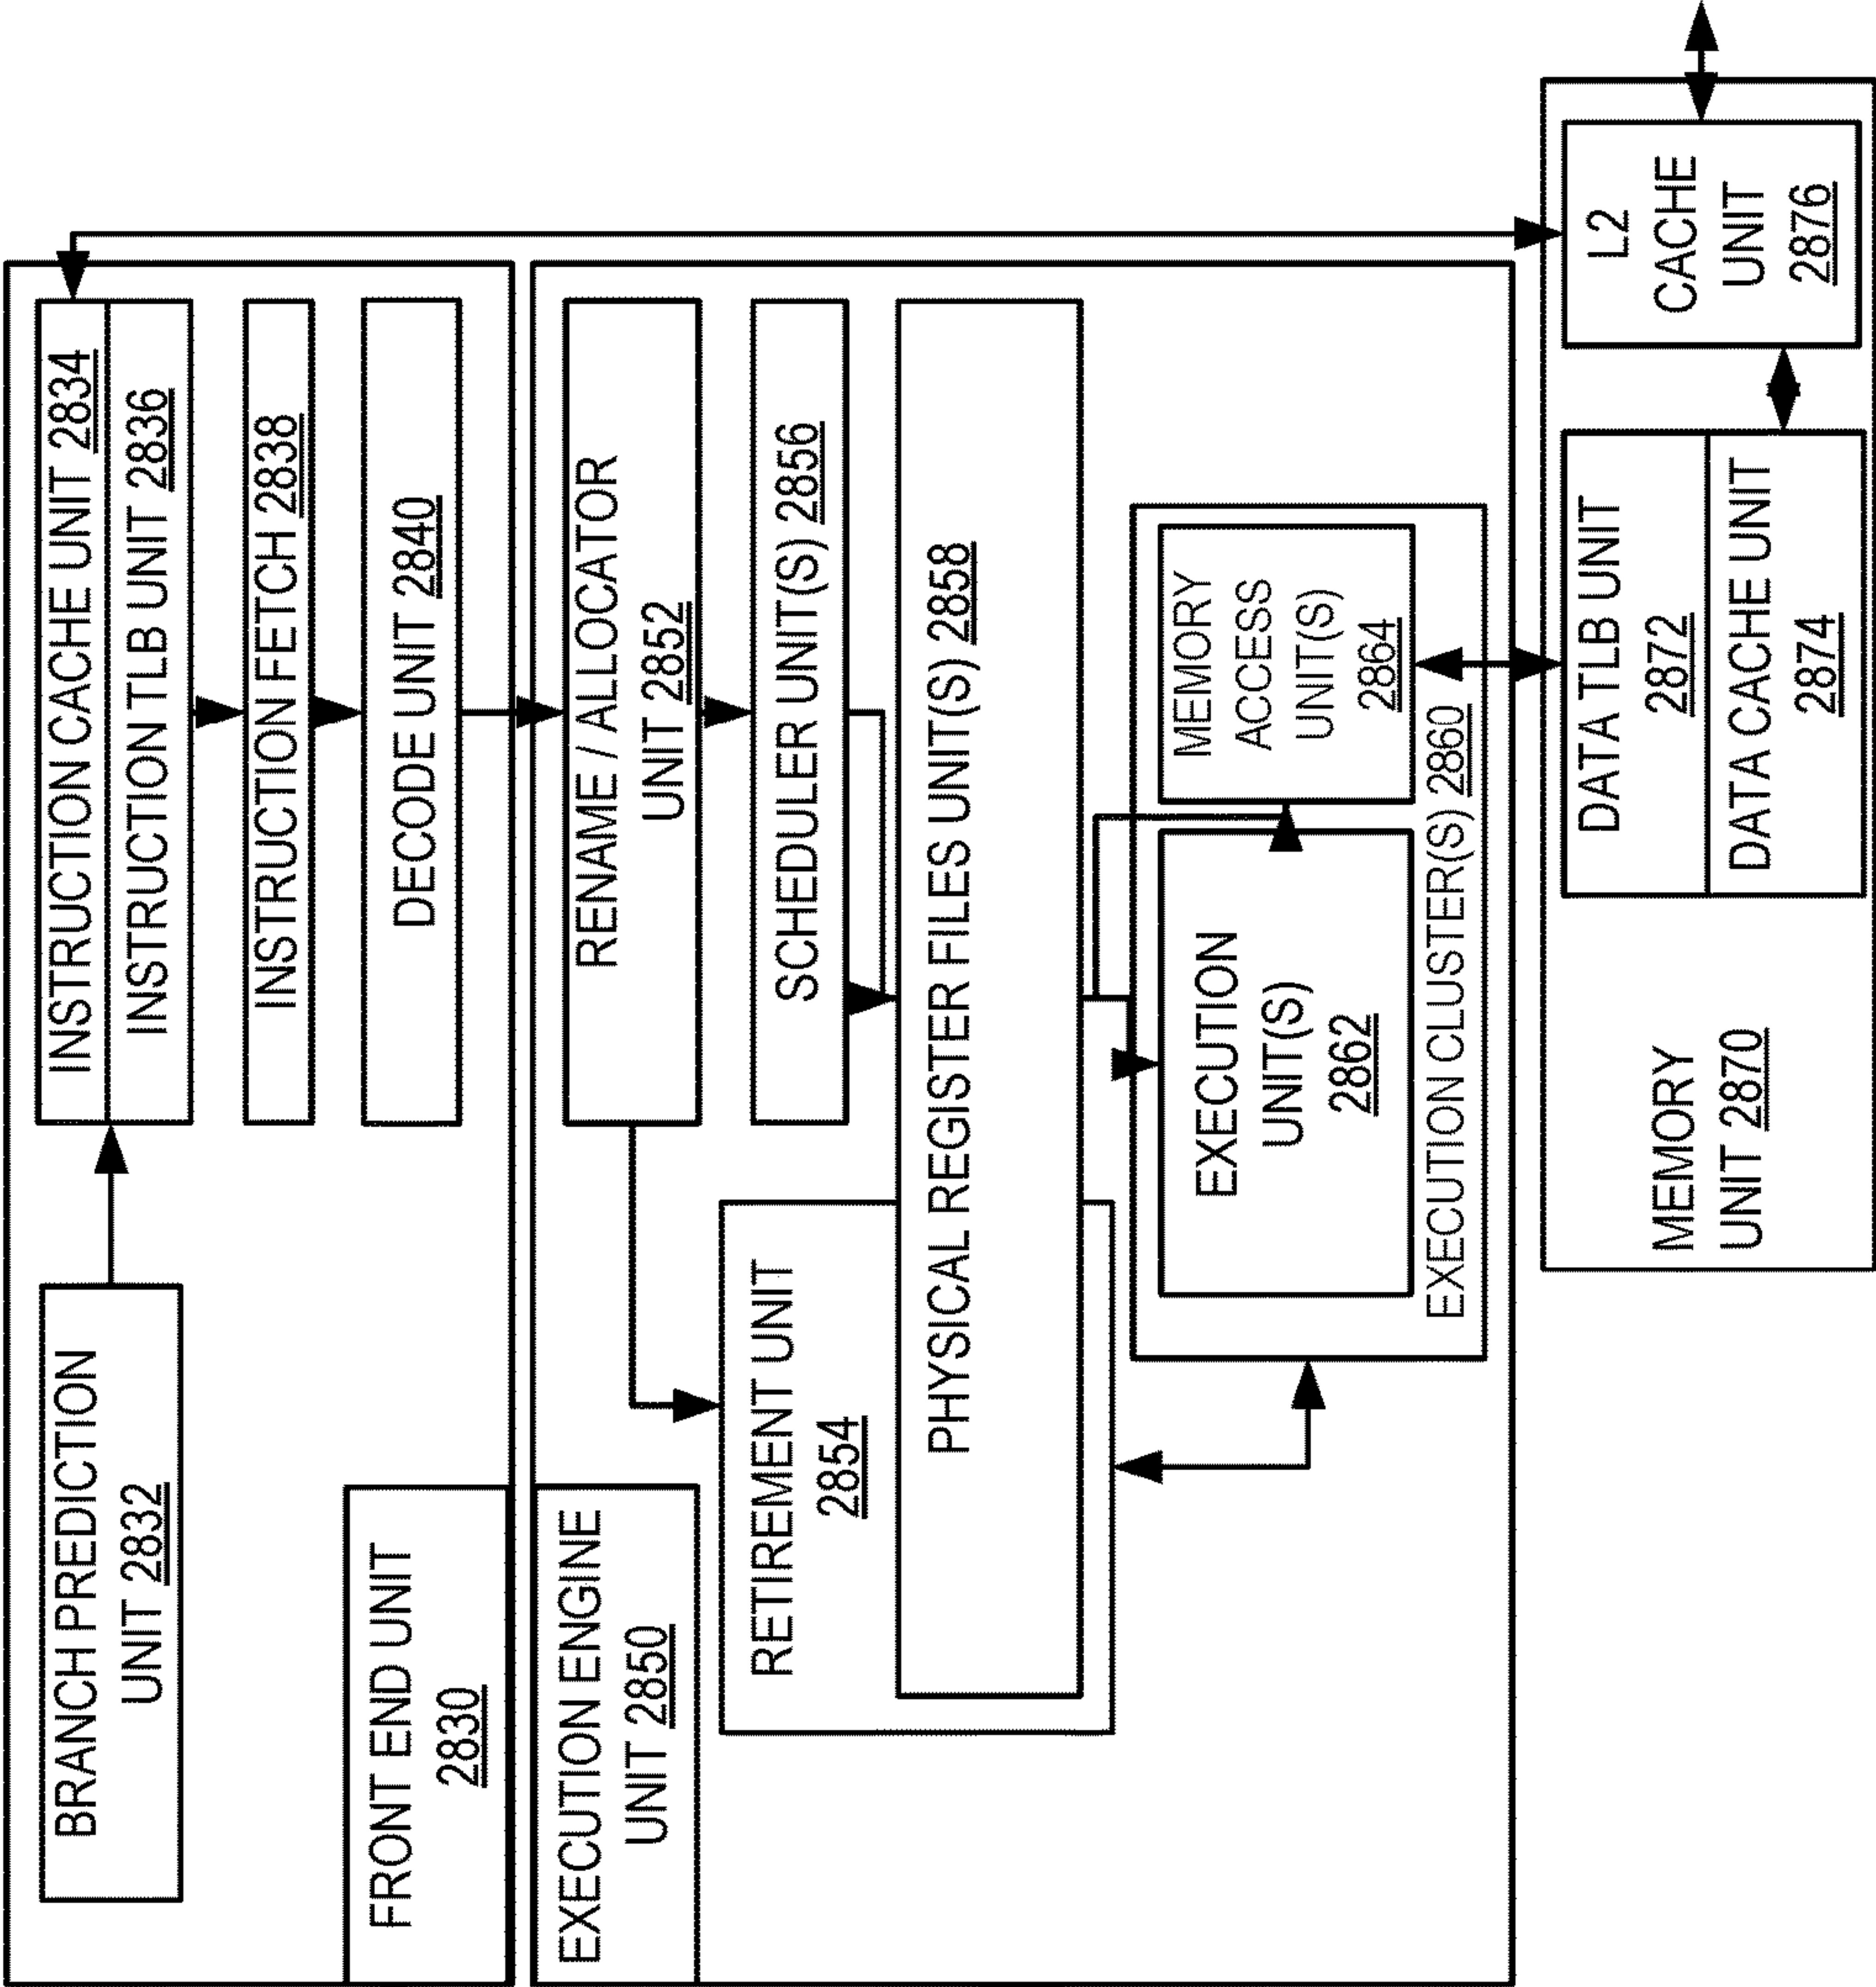 BRANCH PREDICTION
UNIT 2832
INSTRUCTION CACHE UNIT 2834
INSTRUCTION TLB UNIT 2836
INSTRUCTION FETCH 2838
DECODE UNIT 2840
FRONT END UNIT
2830
EXECUTION ENGINE
UNIT 2850
RENAME / ALLOCATOR
UNIT 2852
RETIREMENT UNIT
2854
SCHEDULER UNIT(S) 2856
PHYSICAL REGISTER FILES UNIT(S) 2858
EXECUTION
UNIT(S)
2862
MEMORY
ACCESS
UNIT(S)
2864
EXECUTION CLUSTER(S) 2860
MEMORY
UNIT 2870
DATA TLB UNIT
2872
DATA CACHE UNIT
2874
L2
CACHE
UNIT
2876